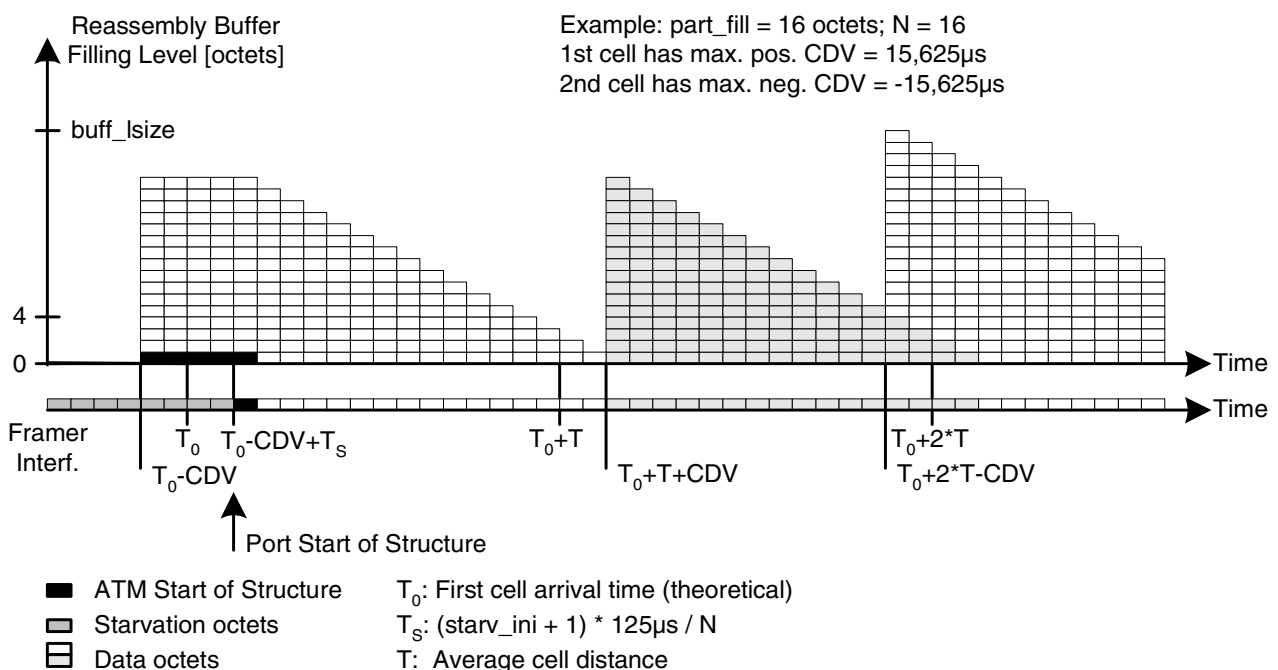 Reassembly Buffer
Filling Level [octets]
Example: part_fill = 16 octets; N = 16
1st cell has max. pos. CDV = 15,625µs
2nd cell has max. neg. CDV = -15,625µs
buff_lsize
4
0
Time
Time
Framer
Interf.
T0
T0-CDV+TS
T0+T
T0+2*T
T0-CDV
T0+T+CDV
T0+2*T-CDV
Port Start of Structure
ATM Start of Structure
T0: First cell arrival time (theoretical)
Starvation octets
TS: (starv_ini + 1) * 125µs / N
Data octets
T: Average cell distance